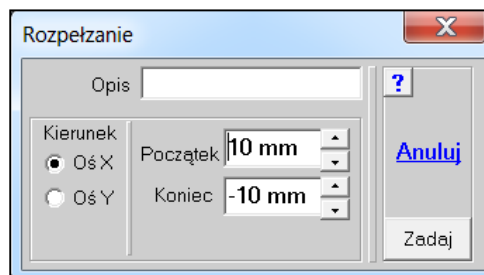 Rozpełzanie
Opis
?
Kierunek
Oś X
Oś Y
Początek 10 mm
Koniec -10 mm
Anuluj
Zadaj